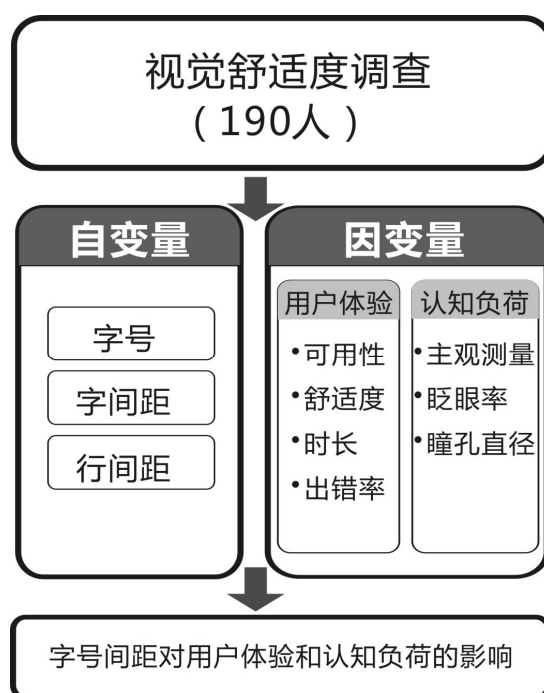 视觉舒适度调查
（190人）
自变量
字号
字间距
行间距
因变量
用户体验
•可用性
•舒适度
•时长
•出错率
认知负荷
•主观测量
•眨眼率
•瞳孔直径
字号间距对用户体验和认知负荷的影响